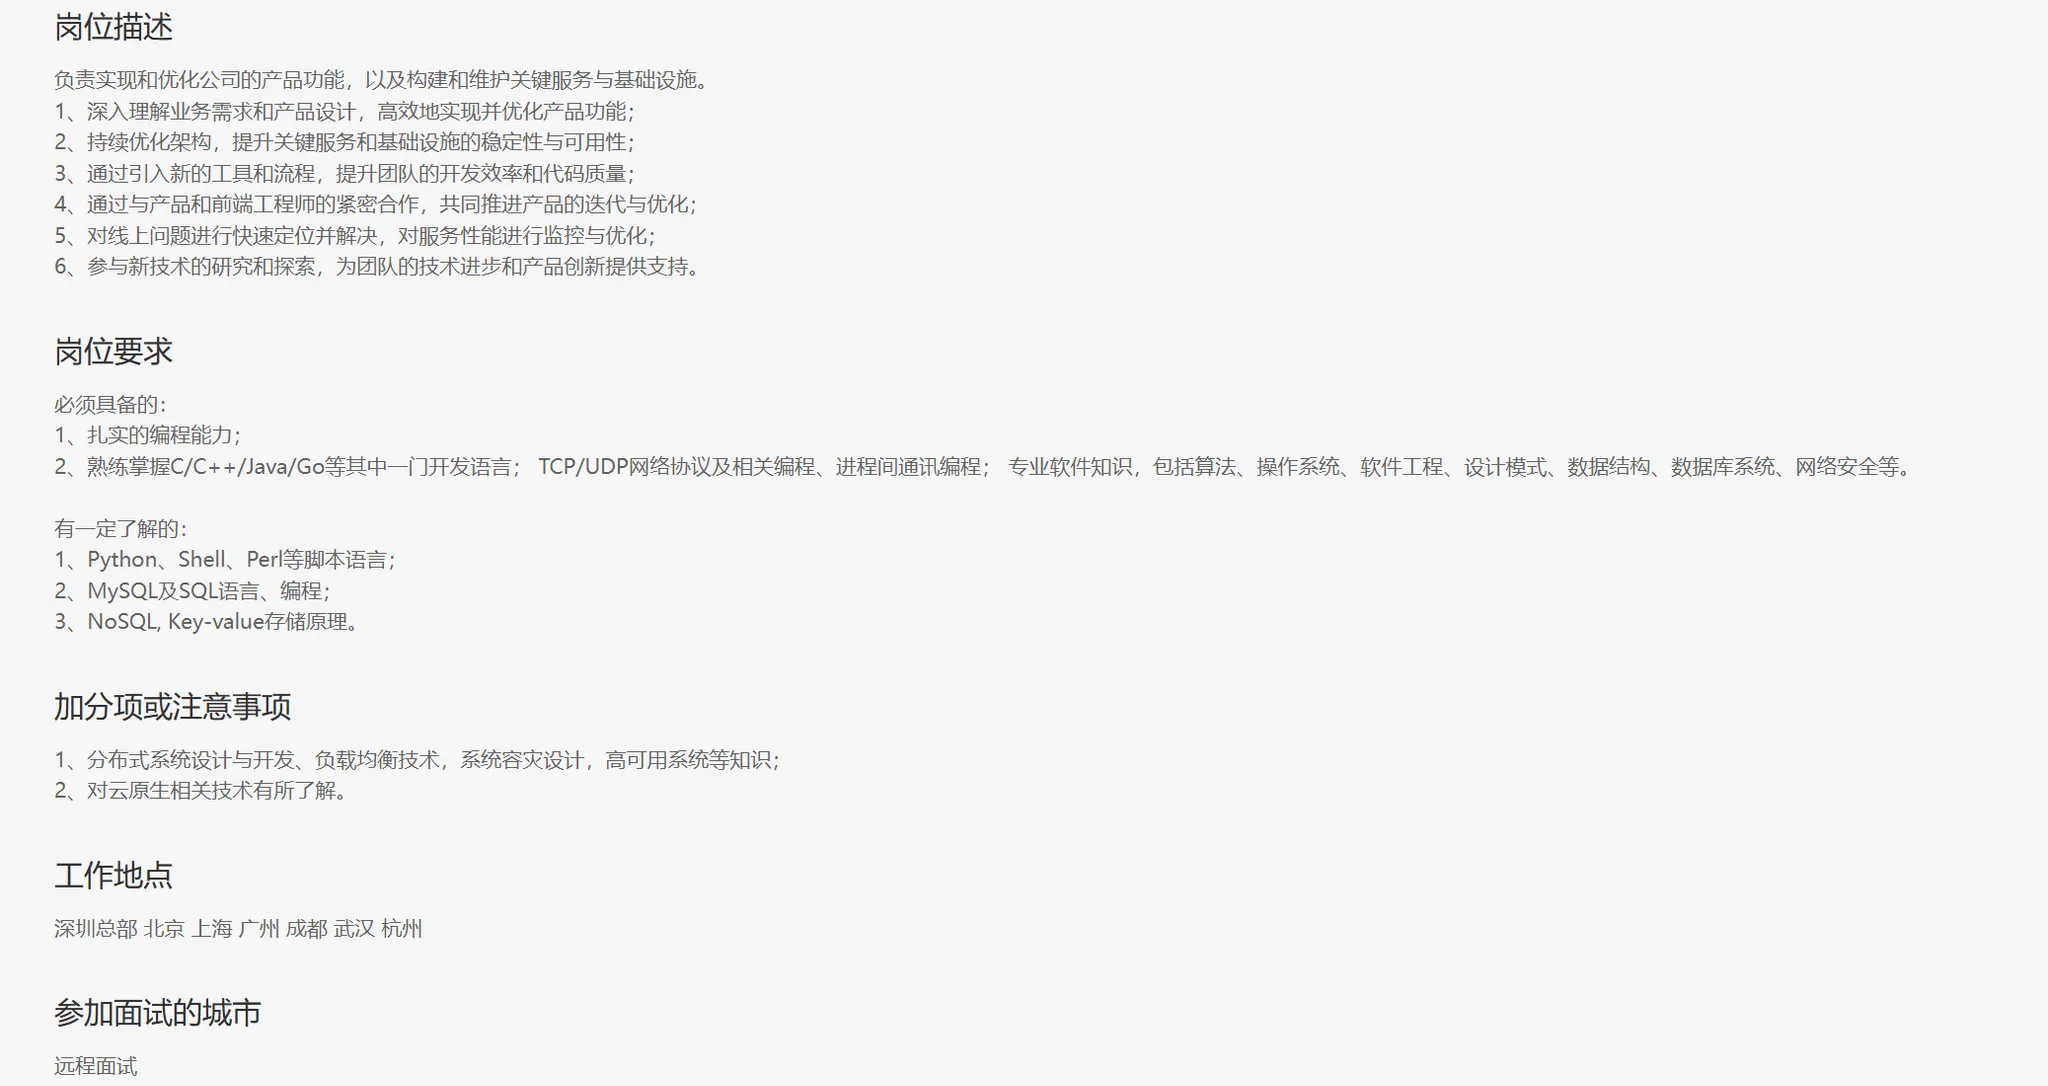 岗位描述
负责实现和优化公司的产品功能，以及构建和维护关键服务与基础设施。
1、深入理解业务需求和产品设计，高效地实现并优化产品功能；
2、持续优化架构，提升关键服务和基础设施的稳定性与可用性；
3、通过引入新的工具和流程，提升团队的开发效率和代码质量；
4、通过与产品和前端工程师的紧密合作，共同推进产品的迭代与优化；
5、对线上问题进行快速定位并解决，对服务性能进行监控与优化；
6、参与新技术的研究和探索，为团队的技术进步和产品创新提供支持。
岗位要求
必须具备的：
1、扎实的编程能力；
2、熟练掌握C/C++/Java/Go等其中一门开发语言； TCP/UDP网络协议及相关编程、进程间通讯编程； 专业软件知识，包括算法、操作系统、软件工程、设计模式、数据结构、数据库系统、网络安全等。
有一定了解的：
1、Python、Shell、Perl等脚本语言；
2、MySQL及SQL语言、编程；
3、NoSQL, Key-value存储原理。
加分项或注意事项
1、分布式系统设计与开发、负载均衡技术，系统容灾设计，高可用系统等知识；
2、对云原生相关技术有所了解。
工作地点
深圳总部 北京 上海 广州 成都 武汉 杭州
参加面试的城市
远程面试